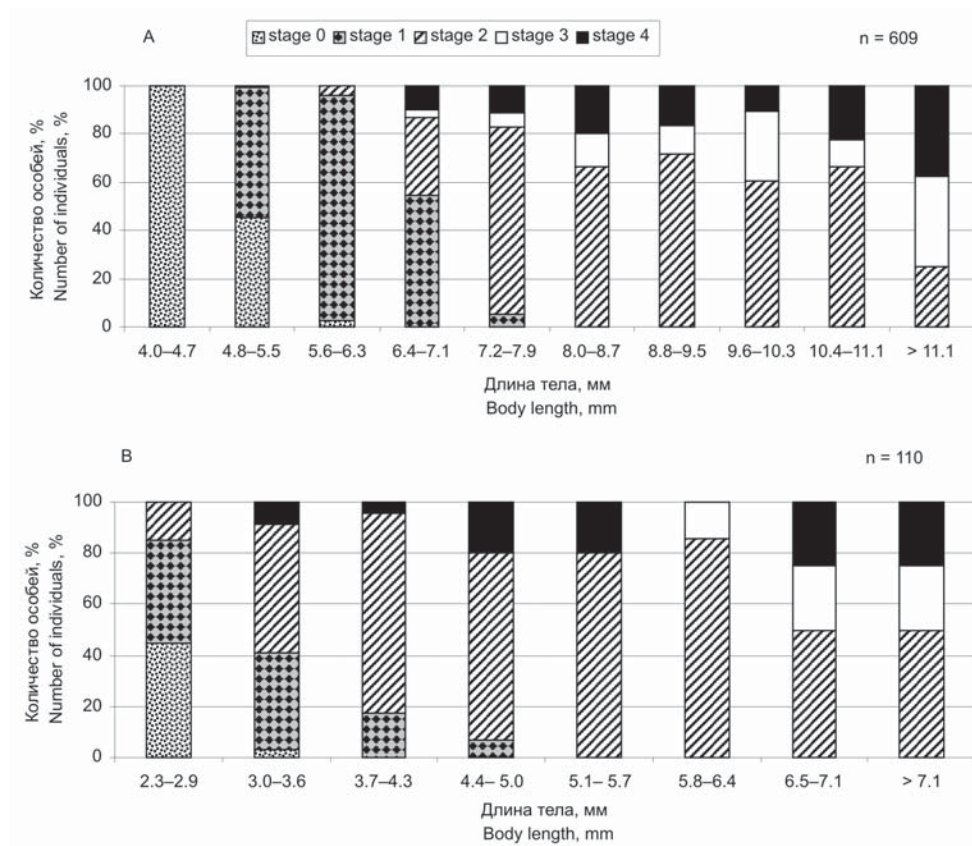 A
stage 0 stage 1 stage 2 stage 3 stage 4
n = 609
Количество особей, %
Number of individuals, %
100
80
60
40
20
0
4.0–4.7 4.8–5.5 5.6–6.3 6.4–7.1 7.2–7.9 8.0–8.7 8.8–9.5 9.6–10.3 10.4–11.1 > 11.1
Длина тела, мм
Body length, mm
B
n = 110
Количество особей, %
Number of individuals, %
100
80
60
40
20
0
2.3–2.9 3.0–3.6 3.7–4.3 4.4– 5.0 5.1– 5.7 5.8–6.4 6.5–7.1 > 7.1
Длина тела, мм
Body length, mm